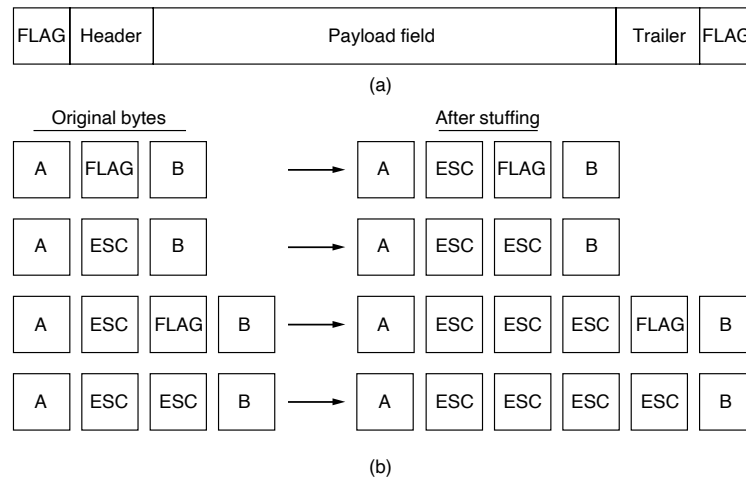 FLAG Header Payload field Trailer FLAG
(a)
Original bytes After stuffing
A FLAG B A ESC FLAG B
A ESC B A ESC ESC B
A ESC FLAG B A ESC ESC ESC FLAG B
A ESC ESC B A ESC ESC ESC ESC B
(b)